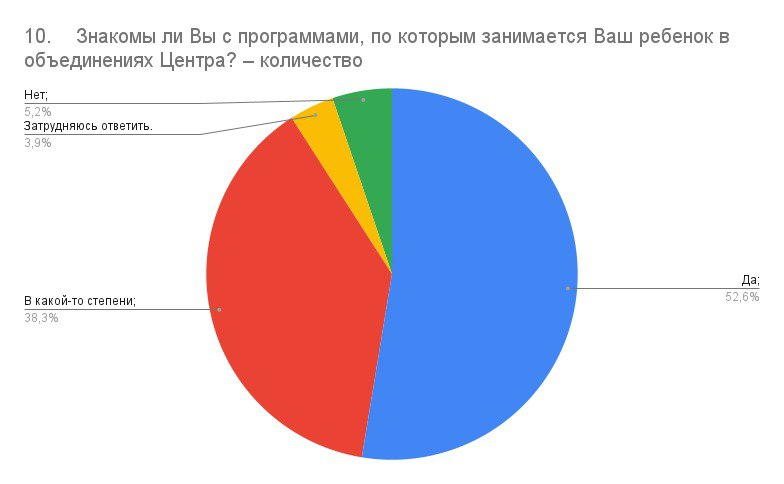 10. Знакомы ли Вы с программами, по которым занимается Ваш ребенок в
объединениях Центра? – количество
Нет;
5,2%
Затрудняюсь ответить.
3,9%
Да;
52,6%
В какой-то степени;
38,3%